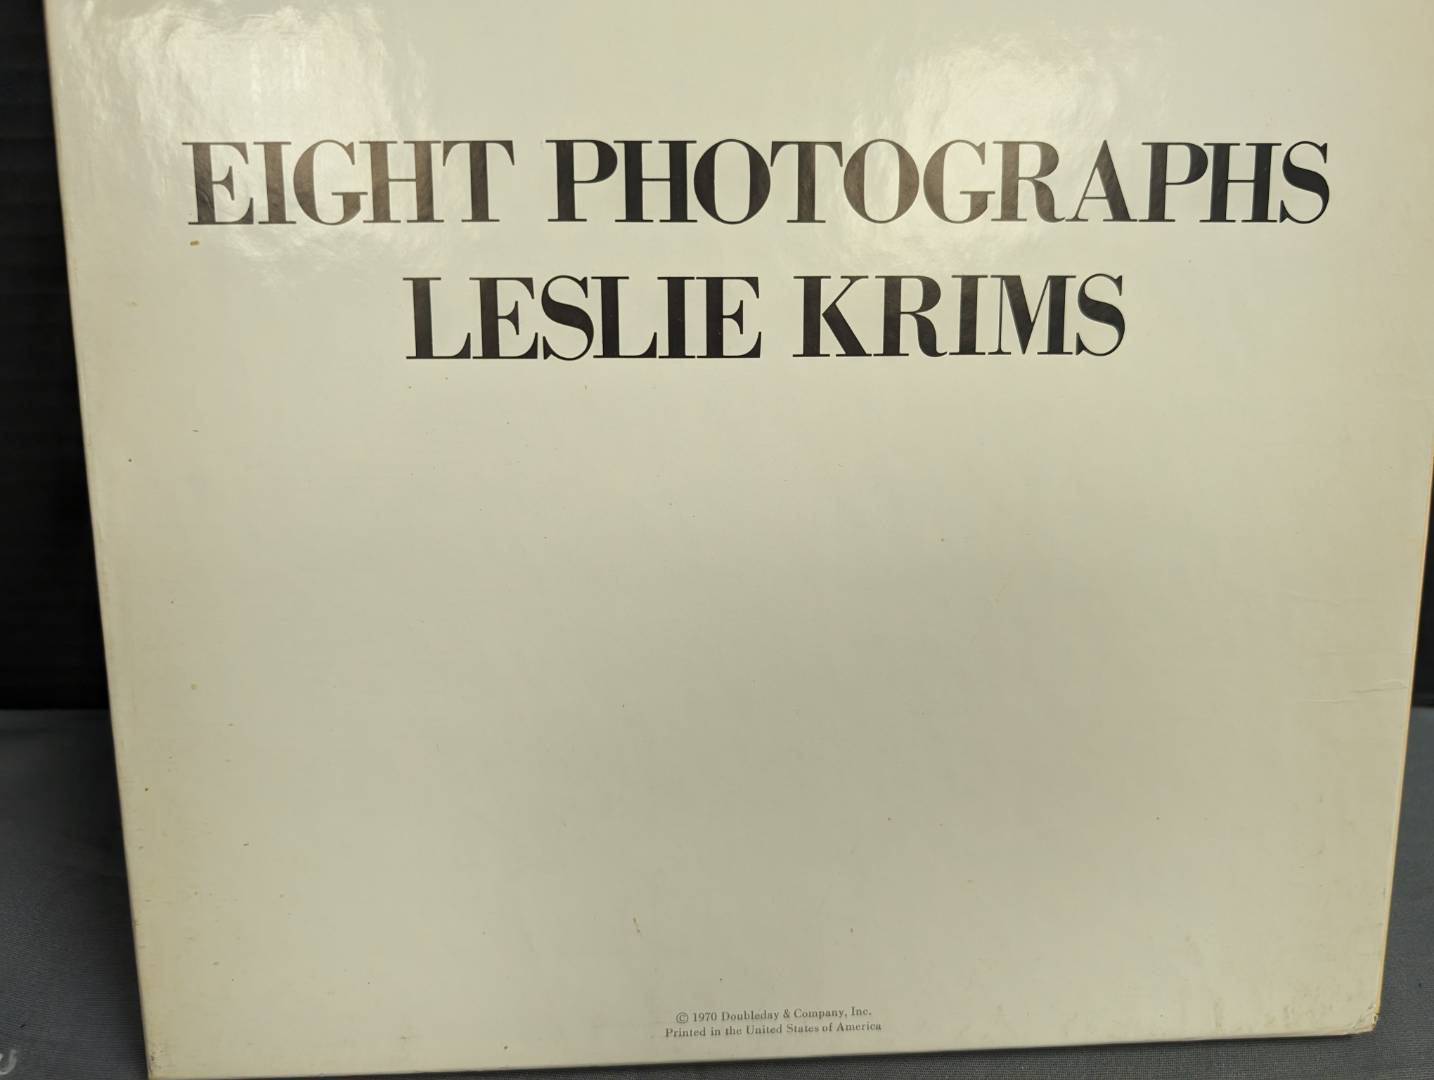 EIGHT PHOTOGRAPHS
LESLIE KRIMS
© 1970 Doubleday & Company, Inc.
Printed in the United States of America